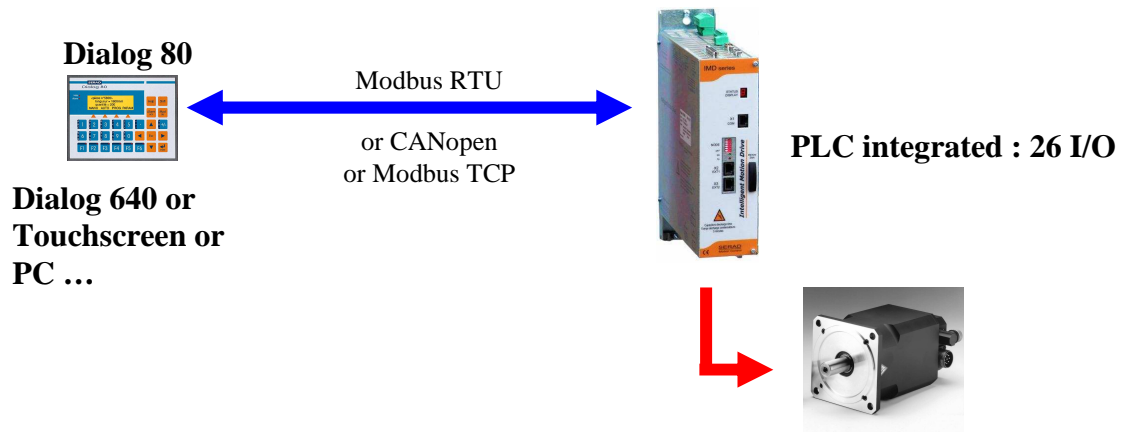 Dialog 80
Modbus RTU
or CANopen
or Modbus TCP
Dialog 640 or
Touchscreen or
PC …
IMD series
PLC integrated : 26 I/O
Intelligent Motion Drive
SERAD